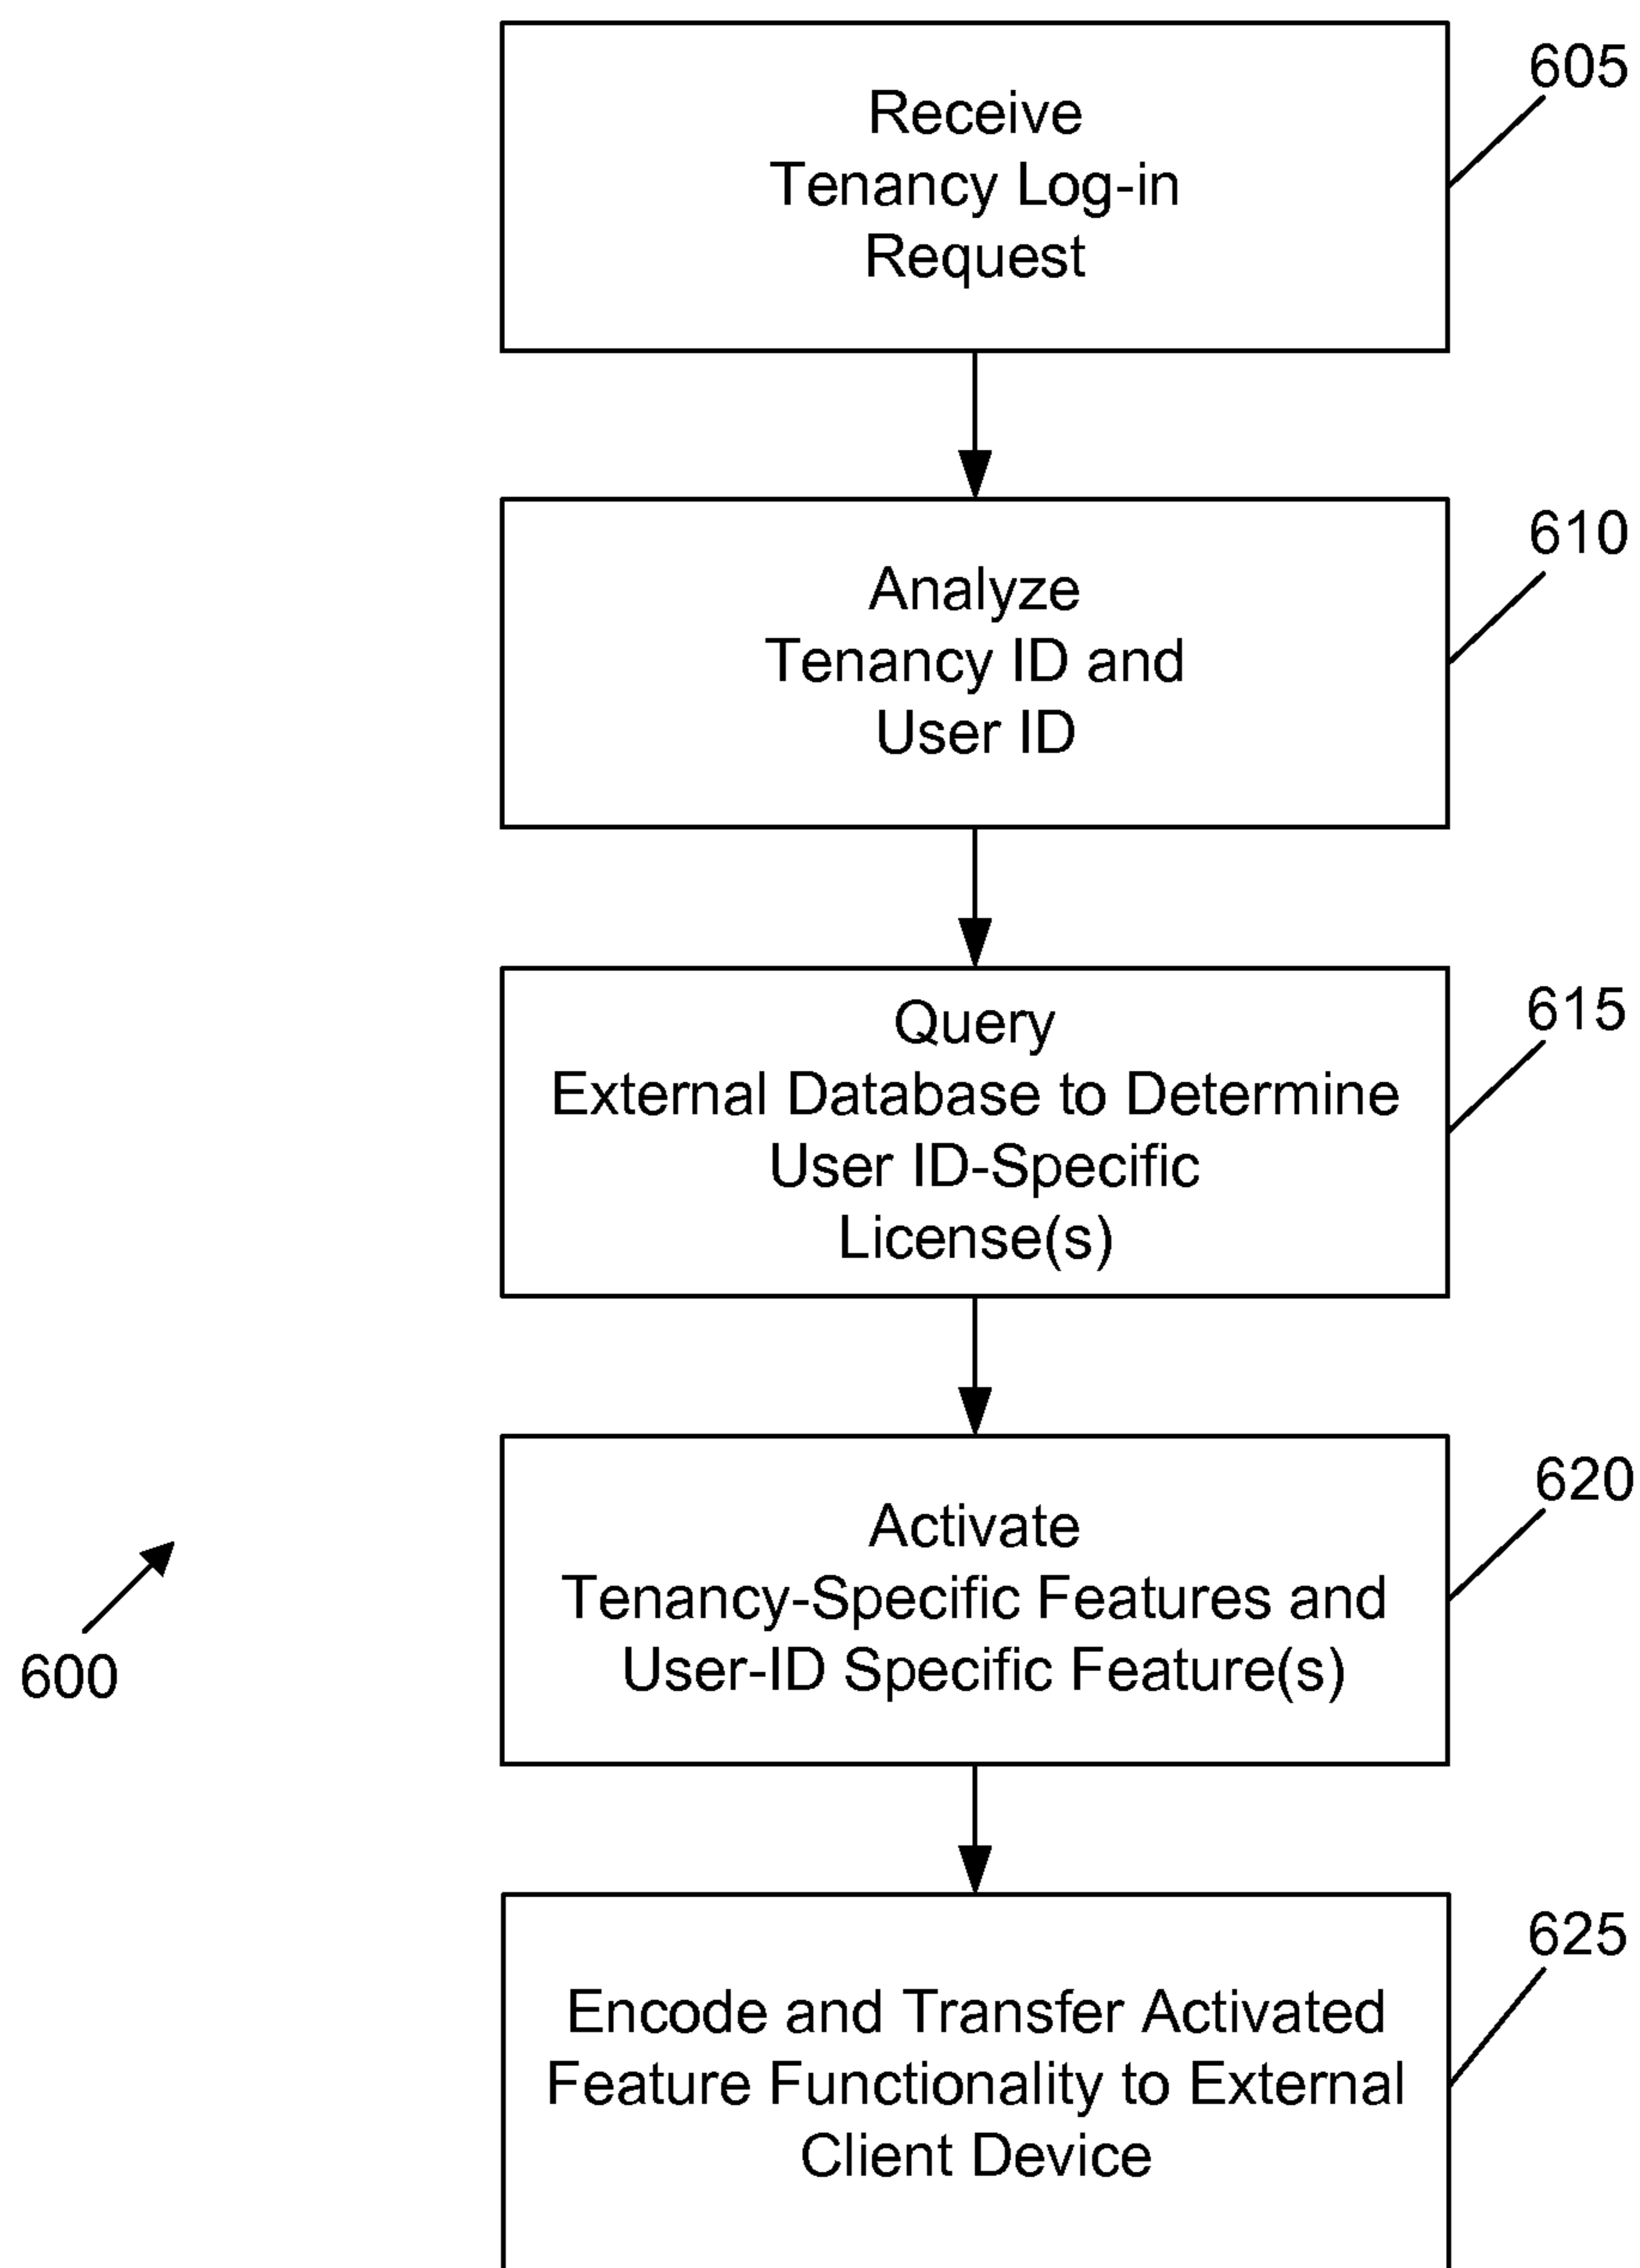 Receive
Tenancy Log-in
Request
605
Analyze
Tenancy ID and
User ID
610
Query
External Database to Determine
User ID-Specific
License(s)
615
Activate
Tenancy-Specific Features and
User-ID Specific Feature(s)
620
600
Encode and Transfer Activated
Feature Functionality to External
Client Device
625